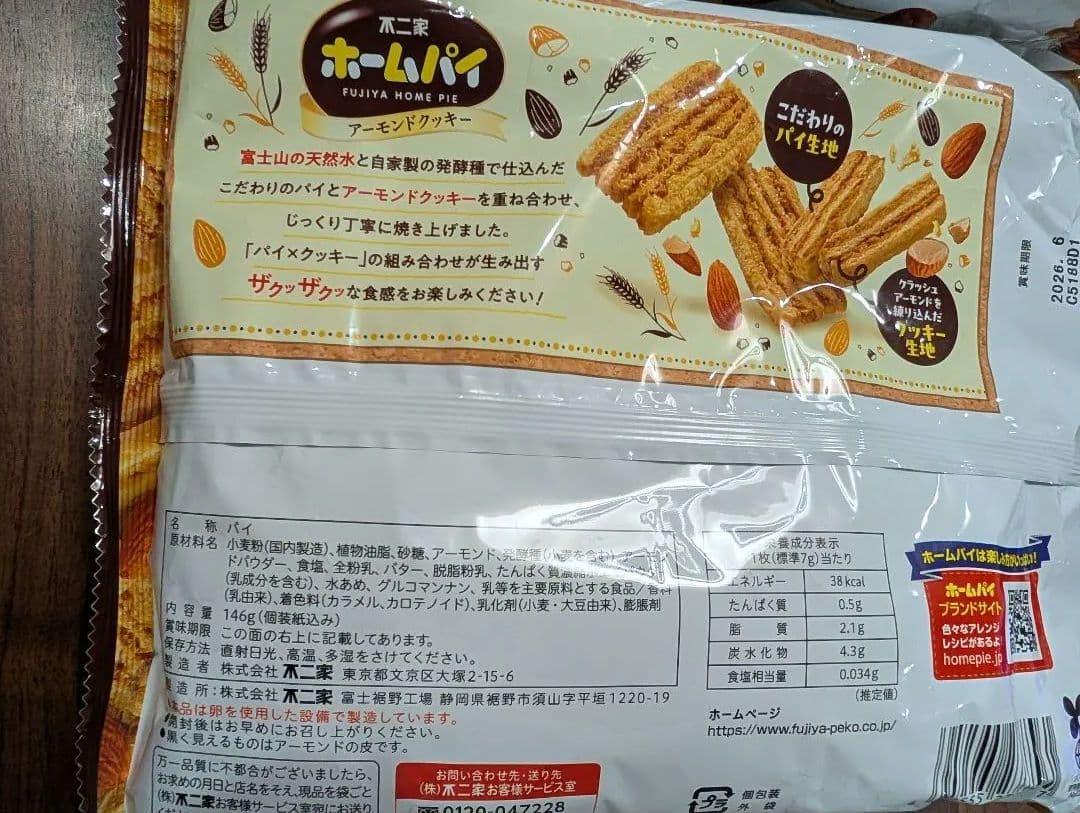 不二家
ホームパイ
FUJIYA HOME PIE
アーモンドクッキー
富士山の天然水と自家製の発酵種で仕込んだ
こだわりのパイとアーモンドクッキーを重ね合わせ、
じっくり丁寧に焼き上げました。
「パイ×クッキー」の組み合わせが生み出す
ザクッザクッな食感をお楽しみください!
こだわりの
パイ生地
クラッシュ
アーモンドを
練り込んだ
クッキー
生地
賞味期限
2026. 6
C5188D1
名 称 パイ
原材料名 小麦粉(国内製造)、植物油脂、砂糖、アーモンド、発酵種(小麦を含む)、アー
ドパウダー、食塩、全粉乳、バター、脱脂粉乳、たんぱく質濃縮
(乳成分を含む)、水あめ、グルコマンナン、乳等を主要原料とする食品/香料
(乳由来)、着色料(カラメル、カロテノイド)、乳化剤(小麦・大豆由来)、膨脹剤
内 容 量 146g(個装紙込み)
賞味期限 この面の右上に記載してあります。
保存方法 直射日光、高温、多湿をさけてください。
製 造 者 株式会社 不二家 東京都文京区大塚2-15-6
製造所:株式会社 不二家 富士裾野工場 静岡県裾野市須山字平垣1220-19
本品は卵を使用した設備で製造しています。
●開封後はお早めにお召し上がりください。
●黒く見えるものはアーモンドの皮です。
万一品質に不都合がございましたら、
お求めの月日と店名をそえ、現品を袋ごと
(株)不二家お客様サービス室宛にお送り
お問い合わせ先・送り先
(株)不二家お客様サービス室
0120-047228
栄養成分表示
1枚(標準7g)当たり
エネルギー 38kcal
たんぱく質 0.5g
脂 質 2.1g
炭水化物 4.3g
食塩相当量 0.034g
(推定値)
ホームページ
https://www.fujiya-peko.co.jp/
ホームパイは楽しみ方がいっぱい!
ホームパイ
ブランドサイト
色々なアレンジ
レシピがあるよ
homepie.jp
プラ
個包装
外 袋